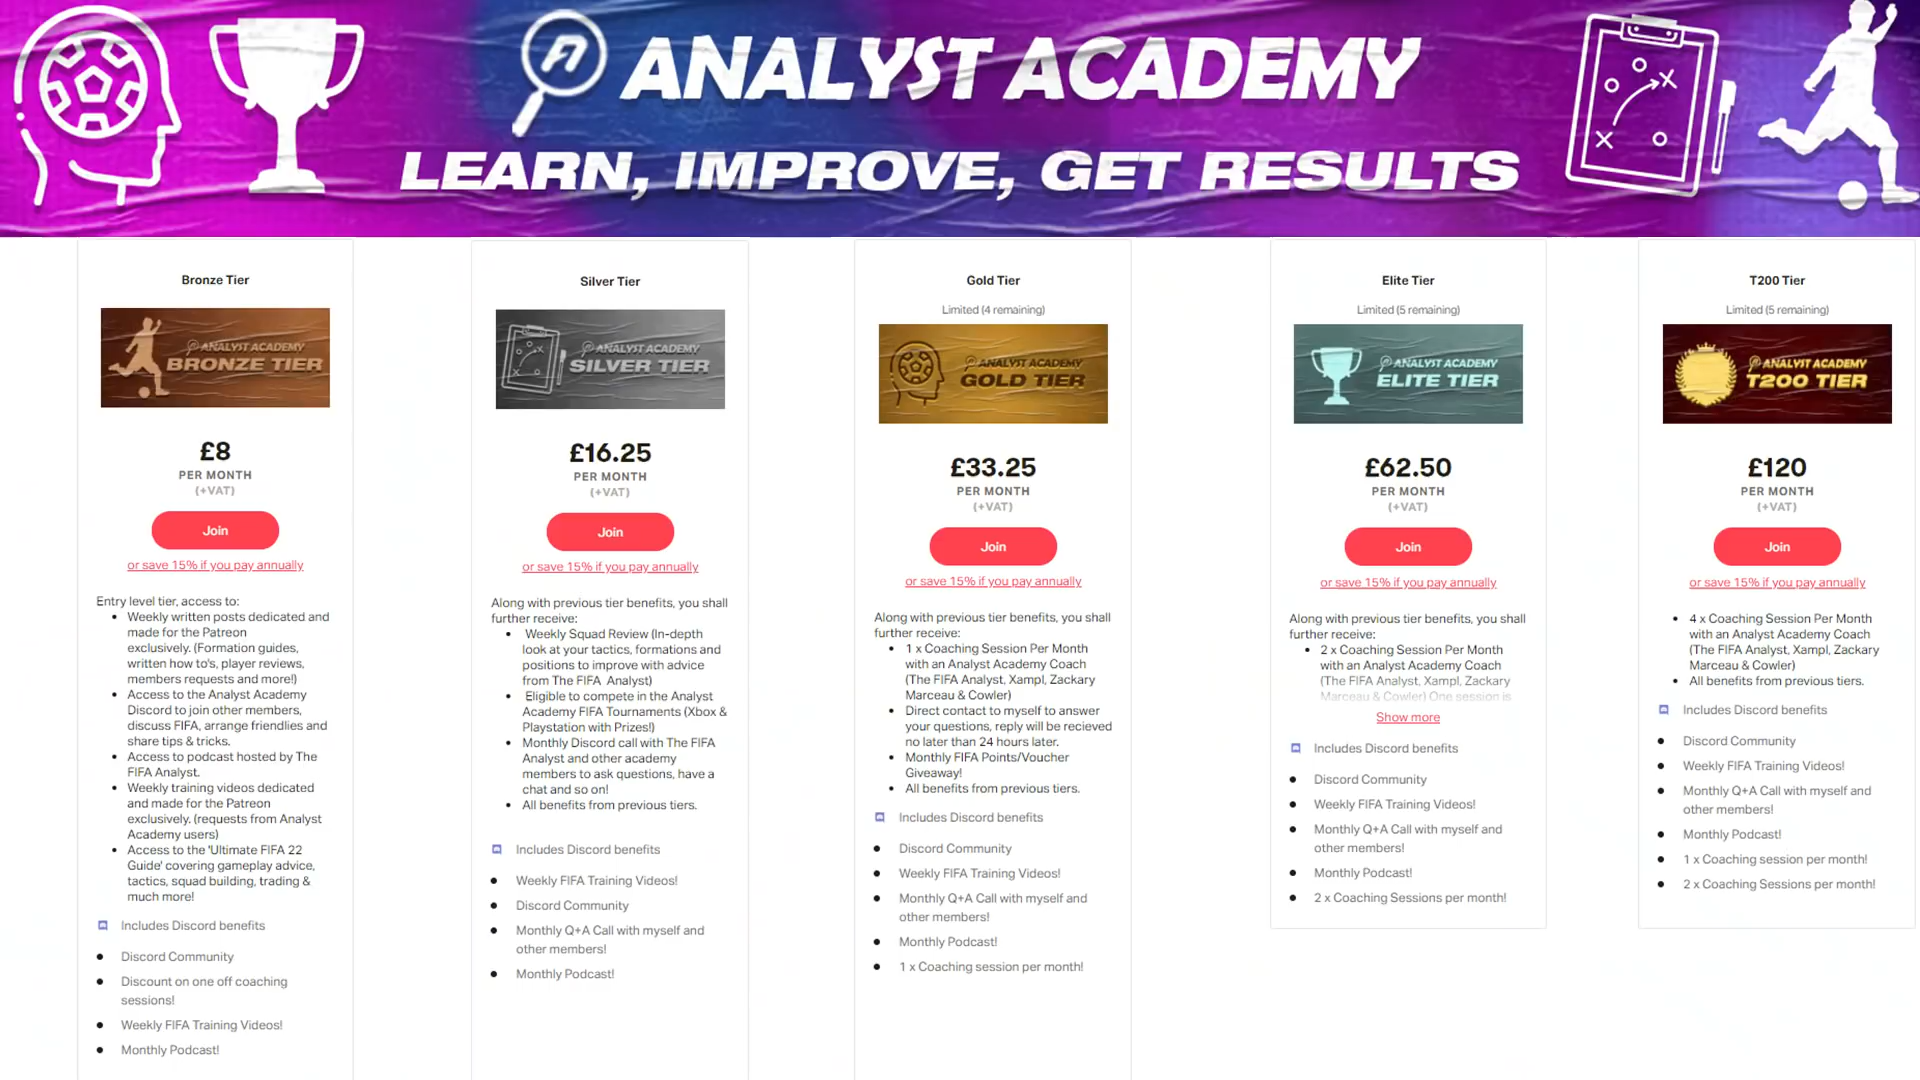 ANALYST ACADEMY
LEARN, IMPROVE, GET RESULTS
Bronze Tier
ANALYST ACADEMY
BRONZE TIER
£8
PER MONTH
(+VAT)
Join
or save 15% if you pay annually
Entry level tier, access to:
Weekly written posts dedicated and
made for the Patreon
exclusively. (Formation guides,
written how to's, player reviews,
members requests and more!)
Access to the Analyst Academy
Discord to join other members,
discuss FIFA, arrange friendlies and
share tips & tricks.
Access to podcast hosted by The
FIFA Analyst.
Weekly training videos dedicated
and made for the Patreon
exclusively. (requests from Analyst
Academy users)
Access to the 'Ultimate FIFA 22
Guide' covering gameplay advice,
tactics, squad building, trading &
much more!
Includes Discord benefits
Discord Community
Discount on one off coaching
sessions!
Weekly FIFA Training Videos!
Monthly Podcast!
Silver Tier
ANALYST ACADEMY
SILVER TIER
£16.25
PER MONTH
(+VAT)
Join
or save 15% if you pay annually
Along with previous tier benefits, you shall
further receive:
Weekly Squad Review (In-depth
look at your tactics, formations and
positions to improve with advice
from The FIFA Analyst)
Eligible to compete in the Analyst
Academy FIFA Tournaments (Xbox &
Playstation with Prizes!)
Monthly Discord call with The FIFA
Analyst and other academy
members to ask questions, have a
chat and so on!
All benefits from previous tiers.
Includes Discord benefits
Weekly FIFA Training Videos!
Discord Community
Monthly Q+A Call with myself and
other members!
Monthly Podcast!
Gold Tier
Limited (4 remaining)
ANALYST ACADEMY
GOLD TIER
£33.25
PER MONTH
(+VAT)
Join
or save 15% if you pay annually
Along with previous tier benefits, you shall
further receive:
1 x Coaching Session Per Month
with an Analyst Academy Coach
(The FIFA Analyst, Xampl, Zackary
Marceau & Cowler)
Direct contact to myself to answer
your questions, reply will be recieved
no later than 24 hours later.
Monthly FIFA Points/Voucher
Giveaway!
All benefits from previous tiers.
Includes Discord benefits
Discord Community
Weekly FIFA Training Videos!
Monthly Q+A Call with myself and
other members!
Monthly Podcast!
1 x Coaching session per month!
Elite Tier
Limited (5 remaining)
ANALYST ACADEMY
ELITE TIER
£62.50
PER MONTH
(+VAT)
Join
or save 15% if you pay annually
Along with previous tier benefits, you shall
further receive:
2 x Coaching Session Per Month
with an Analyst Academy Coach
(The FIFA Analyst, Xampl, Zackary
Marceau & Cowler) One session is
Show more
Includes Discord benefits
Discord Community
Weekly FIFA Training Videos!
Monthly Q+A Call with myself and
other members!
Monthly Podcast!
2 x Coaching Sessions per month!
T200 Tier
Limited (5 remaining)
ANALYST ACADEMY
T200 TIER
£120
PER MONTH
(+VAT)
Join
or save 15% if you pay annually
4 x Coaching Session Per Month
with an Analyst Academy Coach
(The FIFA Analyst, Xampl, Zackary
Marceau & Cowler)
All benefits from previous tiers.
Includes Discord benefits
Discord Community
Weekly FIFA Training Videos!
Monthly Q+A Call with myself and
other members!
Monthly Podcast!
1 x Coaching session per month!
2 x Coaching Sessions per month!